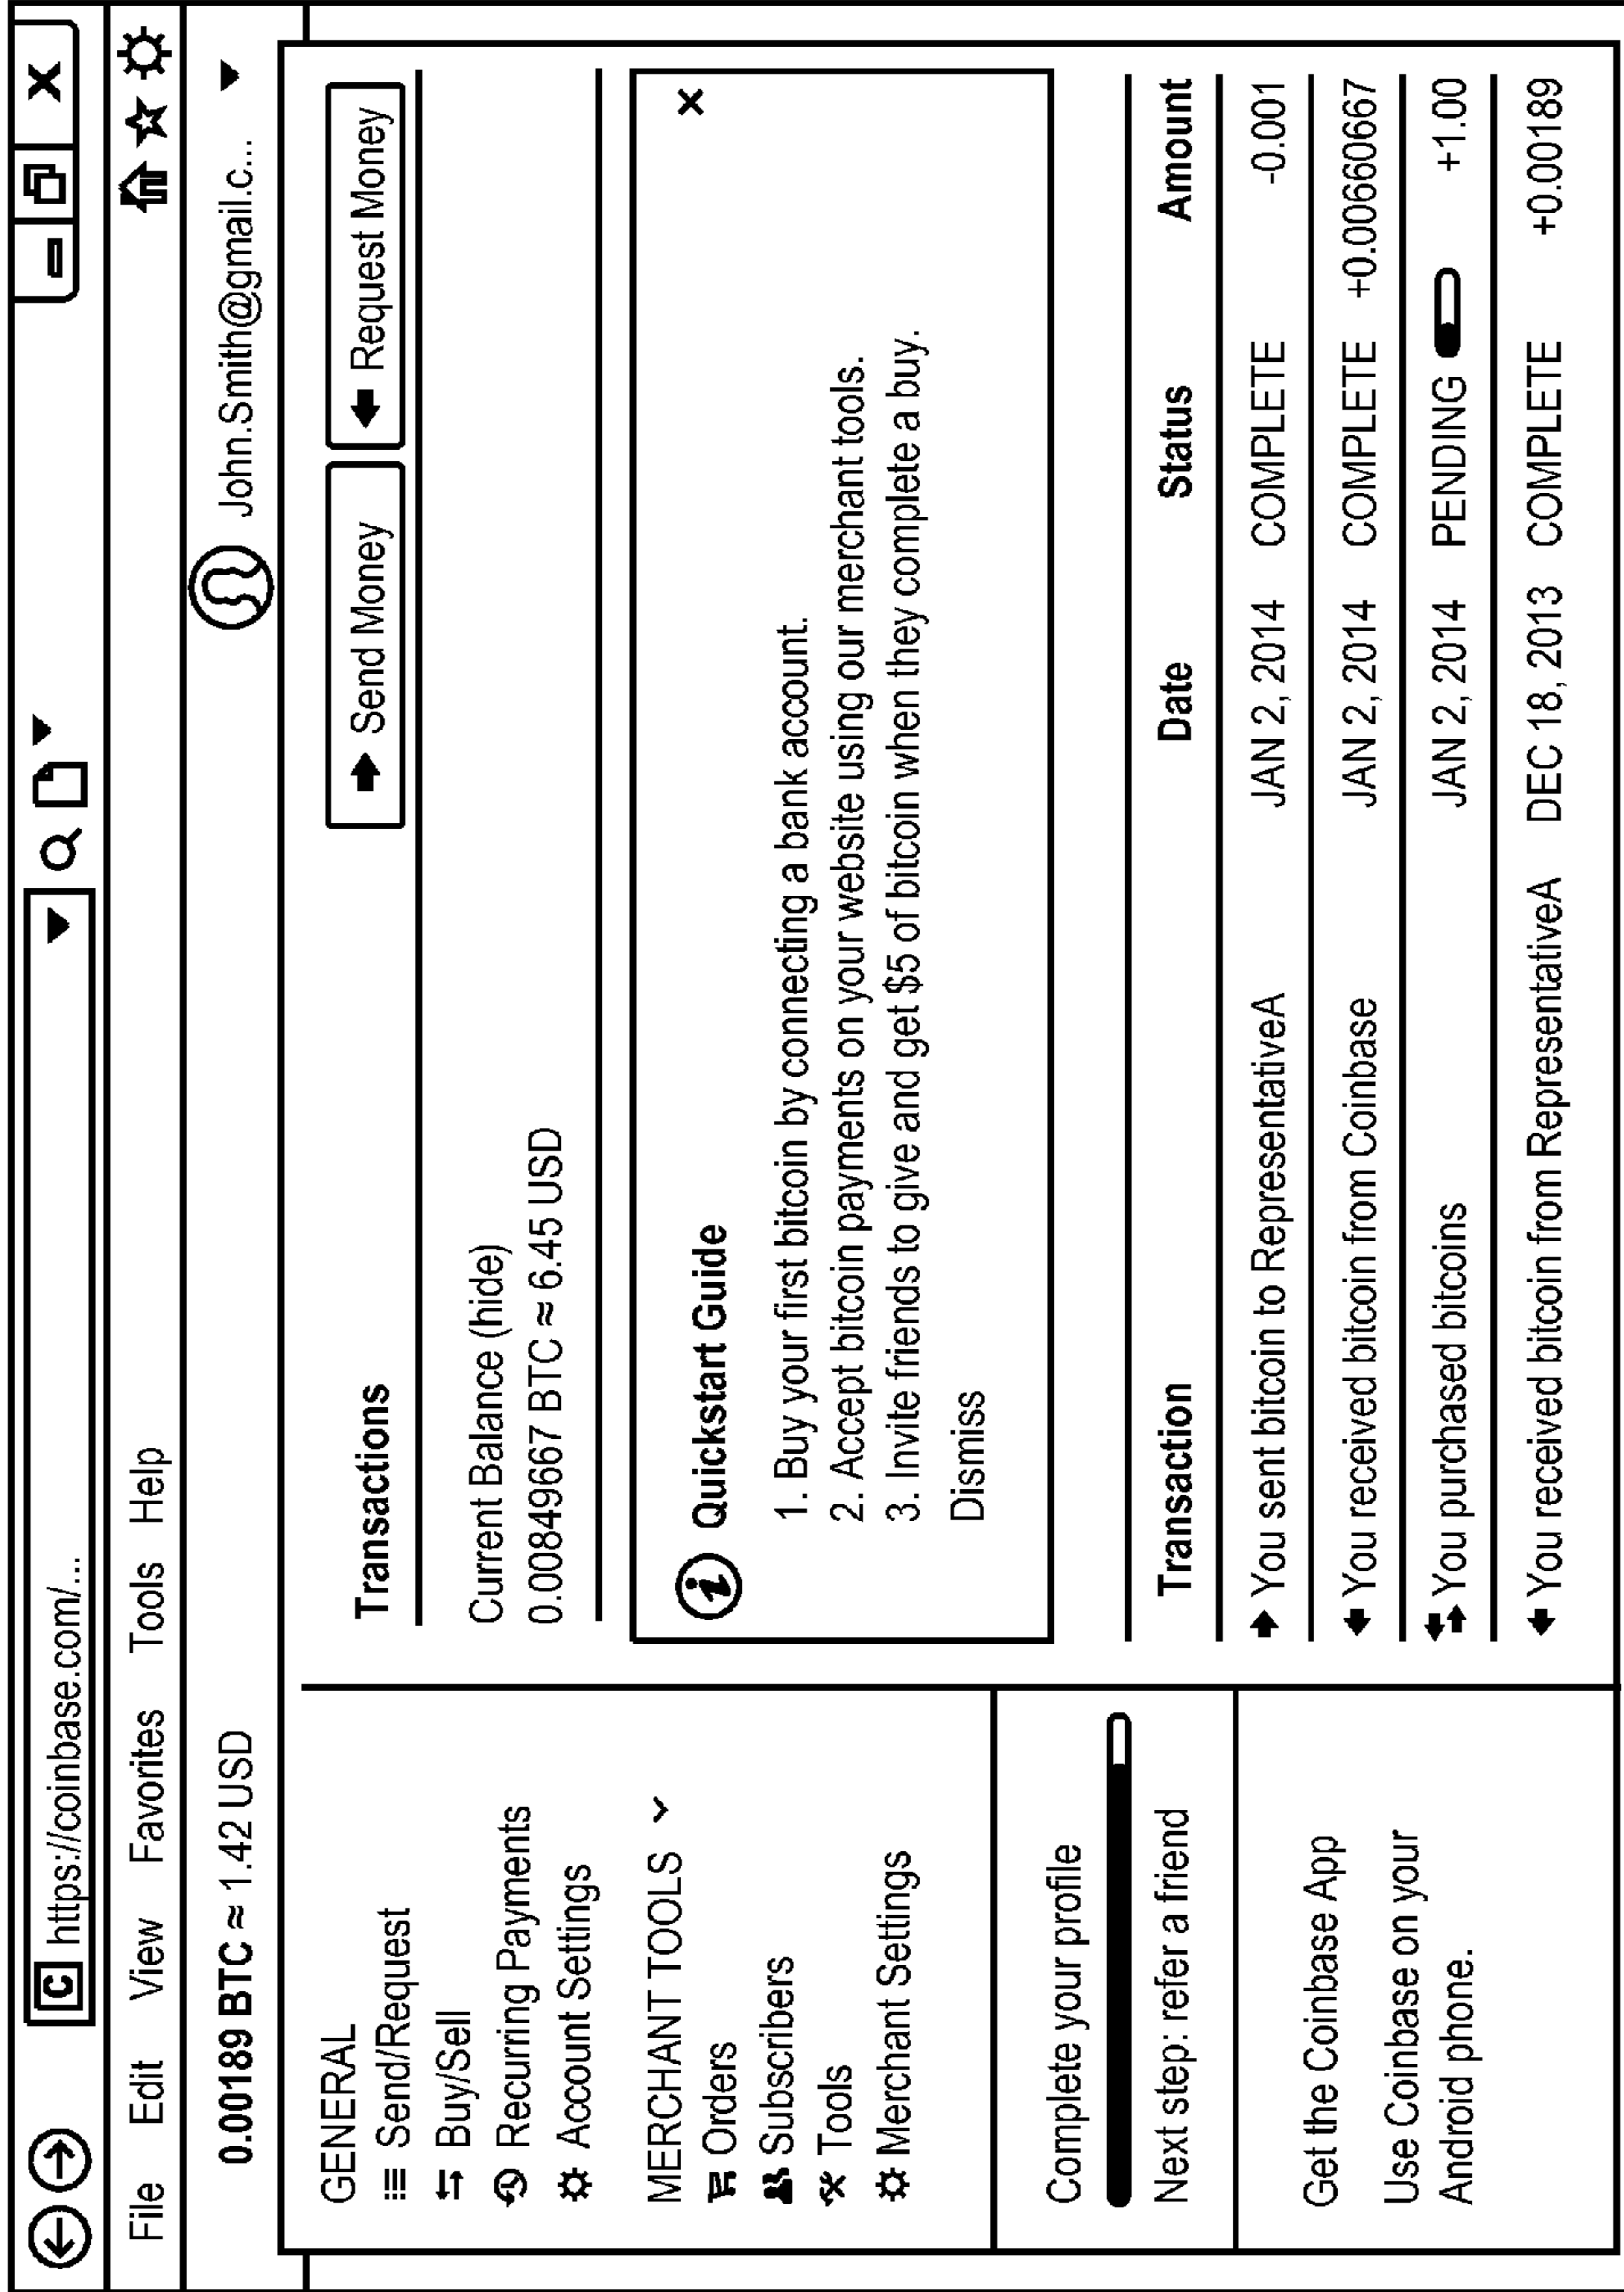 C https://coinbase.com/...
X
File Edit View Favorites Tools Help
0.00189 BTC ≈ 1.42 USD
John.Smith@gmail.c...
GENERAL
Send/Request
Buy/Sell
Recurring Payments
Account Settings
MERCHANT TOOLS
Orders
Subscribers
Tools
Merchant Settings
Complete your profile
Next step: refer a friend
Get the Coinbase App
Use Coinbase on your
Android phone.
Transactions
Send Money
Request Money
Current Balance (hide)
0.00849667 BTC ≈ 6.45 USD
i Quickstart Guide
×
1. Buy your first bitcoin by connecting a bank account.
2. Accept bitcoin payments on your website using our merchant tools.
3. Invite friends to give and get $5 of bitcoin when they complete a buy.
Dismiss
Transaction Date Status Amount
You sent bitcoin to RepresentativeA JAN 2, 2014 COMPLETE -0.001
You received bitcoin from Coinbase JAN 2, 2014 COMPLETE +0.00660667
You purchased bitcoins JAN 2, 2014 PENDING +1.00
You received bitcoin from RepresentativeA DEC 18, 2013 COMPLETE +0.00189